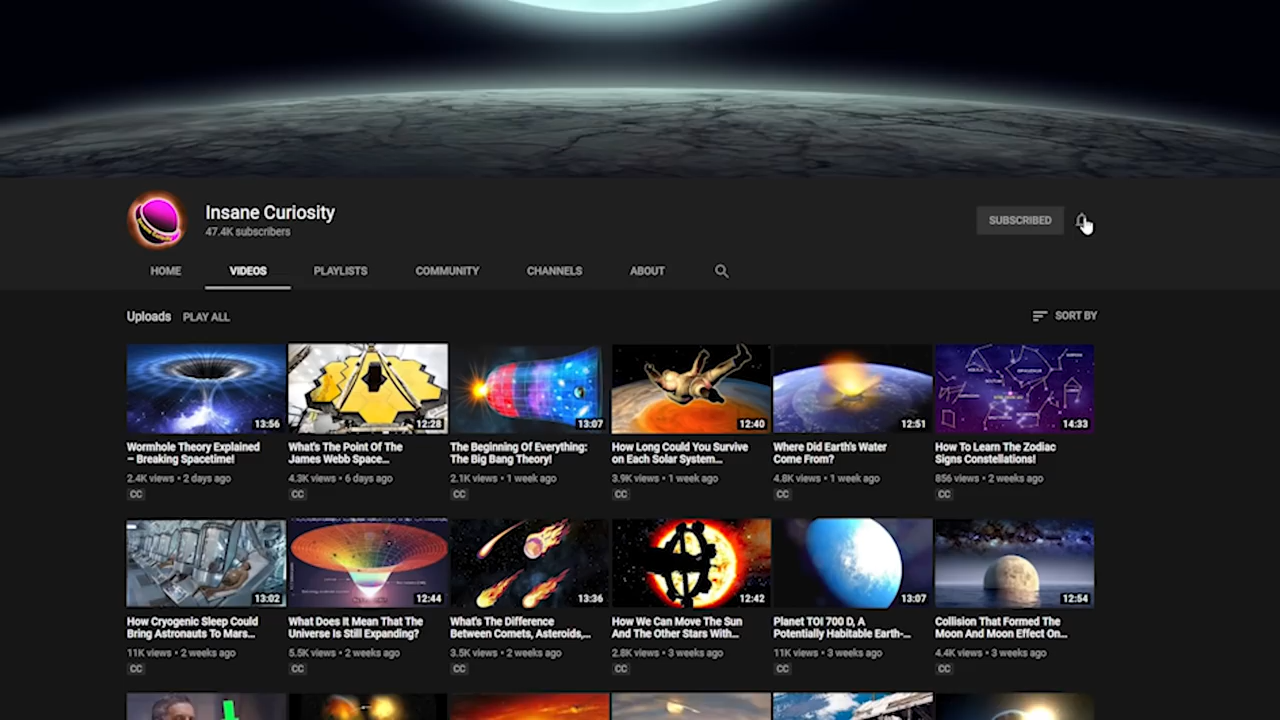 Insane Curiosity
47.4K subscribers
SUBSCRIBED
HOME
VIDEOS
PLAYLISTS
COMMUNITY
CHANNELS
ABOUT
Uploads
PLAY ALL
SORT BY
13:56
12:28
13:07
12:40
12:51
14:33
Wormhole Theory Explained
– Breaking Spacetime!
2.4K views • 2 days ago
CC
What's The Point Of The
James Webb Space...
4.3K views • 6 days ago
CC
The Beginning Of Everything:
The Big Bang Theory!
2.1K views • 1 week ago
CC
How Long Could You Survive
on Each Solar System...
3.9K views • 1 week ago
CC
Where Did Earth's Water
Come From?
4.8K views • 1 week ago
CC
How To Learn The Zodiac
Signs Constellations!
856 views • 2 weeks ago
CC
13:02
12:44
13:36
12:42
13:07
12:54
How Cryogenic Sleep Could
Bring Astronauts To Mars...
11K views • 2 weeks ago
CC
What Does It Mean That The
Universe Is Still Expanding?
5.5K views • 2 weeks ago
CC
What's The Difference
Between Comets, Asteroids,...
3.5K views • 2 weeks ago
CC
How We Can Move The Sun
And The Other Stars With...
2.8K views • 3 weeks ago
CC
Planet TOI 700 D, A
Potentially Habitable Earth-...
11K views • 3 weeks ago
CC
Collision That Formed The
Moon And Moon Effect On...
4.4K views • 3 weeks ago
CC